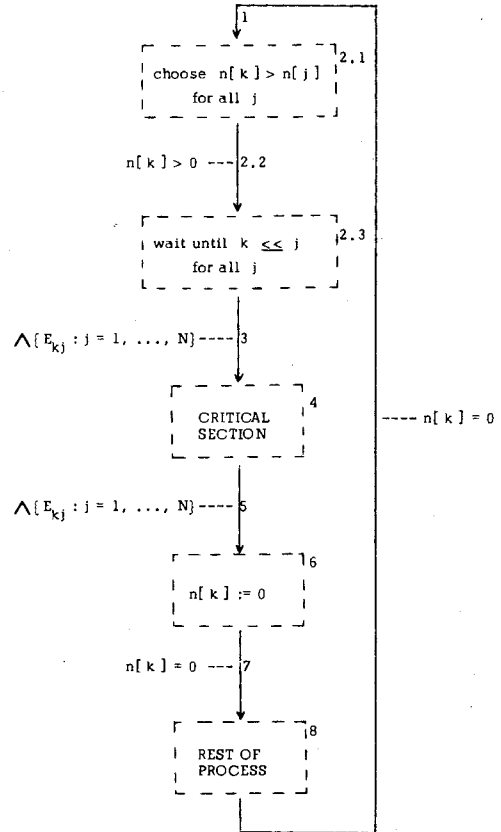 1
2.1
choose n[k] > n[j]
for all j
n[k] > 0 ---- 2.2
2.3
wait until k << j
for all j
⋀{E_kj : j = 1, ..., N} ---- 3
4
CRITICAL
SECTION
---- n[k] = 0
⋀{E_kj : j = 1, ..., N} ---- 5
6
n[k] := 0
n[k] = 0 --- 7
8
REST OF
PROCESS